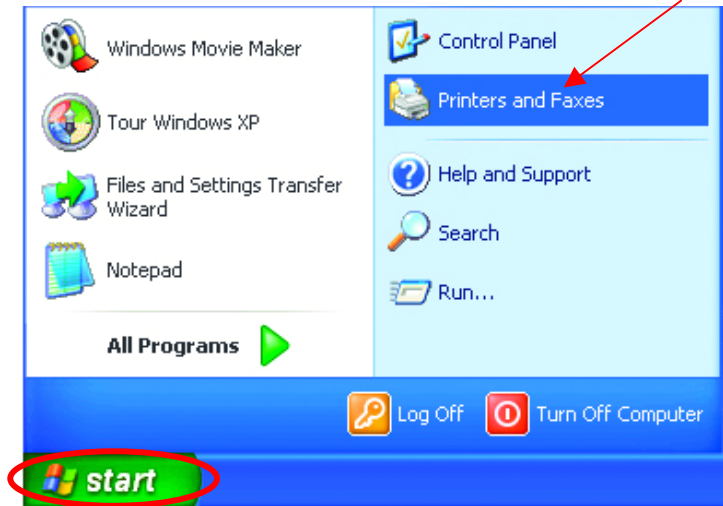 Windows Movie Maker
Tour Windows XP
Files and Settings Transfer
Wizard
Notepad
All Programs
Control Panel
Printers and Faxes
Help and Support
Search
Run...
Log Off
Turn Off Computer
start